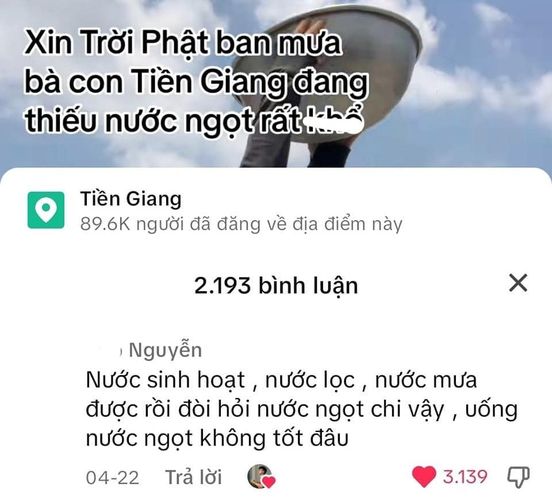 Xin Trời Phật ban mưa
bà con Tiền Giang đang
thiếu nước ngọt rất khổ
Tiền Giang
89.6K người đã đăng về địa điểm này
2.193 bình luận
Nguyễn
Nước sinh hoạt , nước lọc , nước mưa
được rồi đòi hỏi nước ngọt chi vậy , uống
nước ngọt không tốt đâu
04-22 Trả lời 3.139